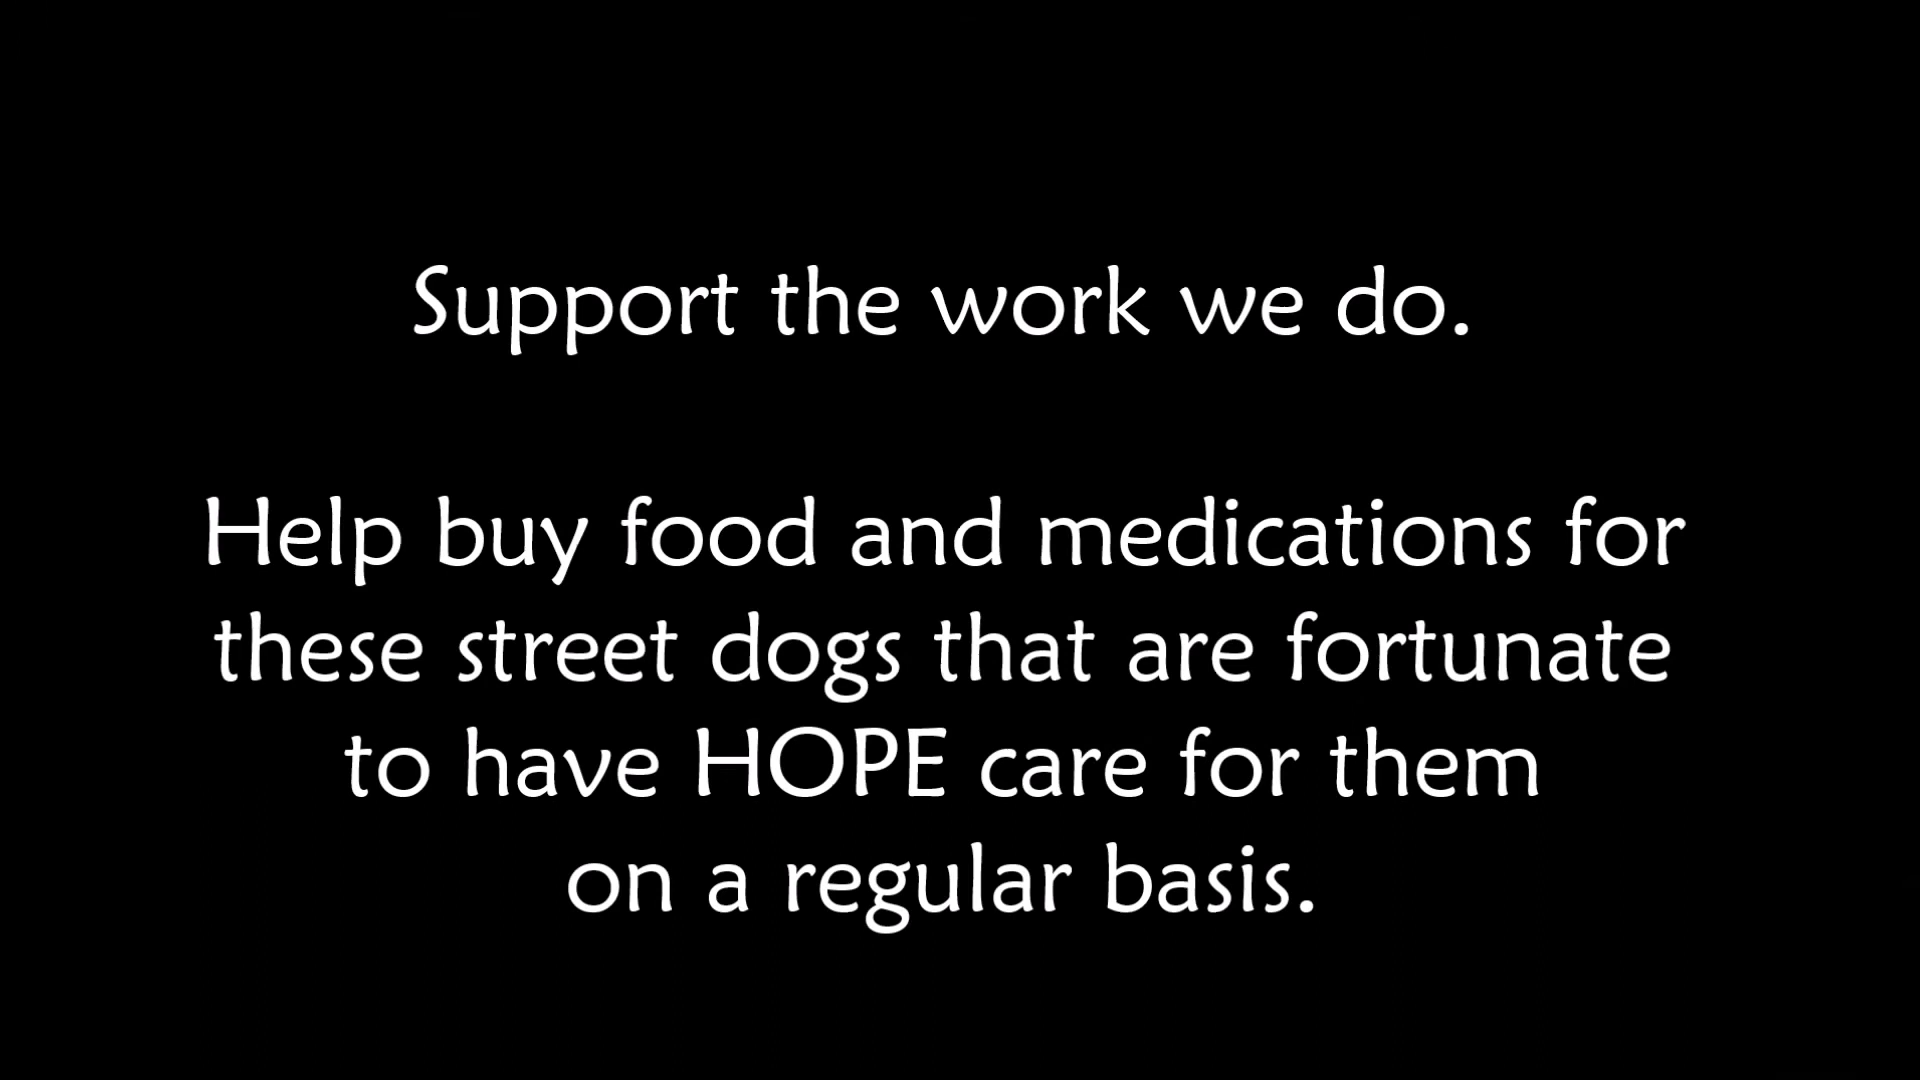 Support the work we do.
Help buy food and medications for
these street dogs that are fortunate
to have HOPE care for them
on a regular basis.